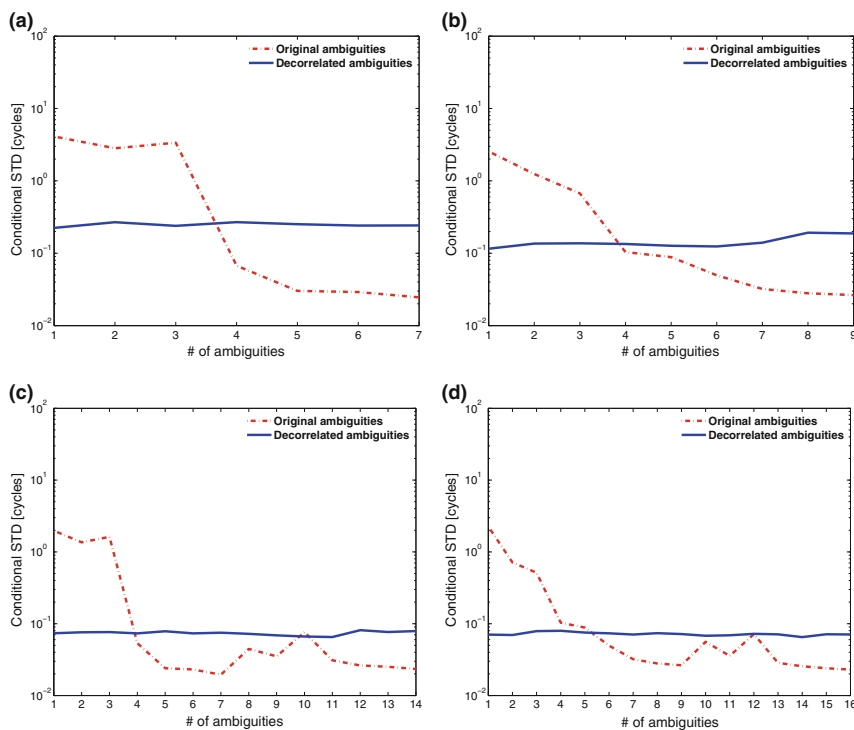 (a)
10²
10¹
10⁰
10⁻¹
10⁻²
Conditional STD [cycles]
Original ambiguities
Decorrelated ambiguities
1 2 3 4 5 6 7
# of ambiguities
(b)
10²
10¹
10⁰
10⁻¹
10⁻²
Conditional STD [cycles]
Original ambiguities
Decorrelated ambiguities
1 2 3 4 5 6 7 8 9
# of ambiguities
(c)
10²
10¹
10⁰
10⁻¹
10⁻²
Conditional STD [cycles]
Original ambiguities
Decorrelated ambiguities
1 2 3 4 5 6 7 8 9 10 11 12 13 14
# of ambiguities
(d)
10²
10¹
10⁰
10⁻¹
10⁻²
Conditional STD [cycles]
Original ambiguities
Decorrelated ambiguities
1 2 3 4 5 6 7 8 9 10 11 12 13 14 15 16
# of ambiguities